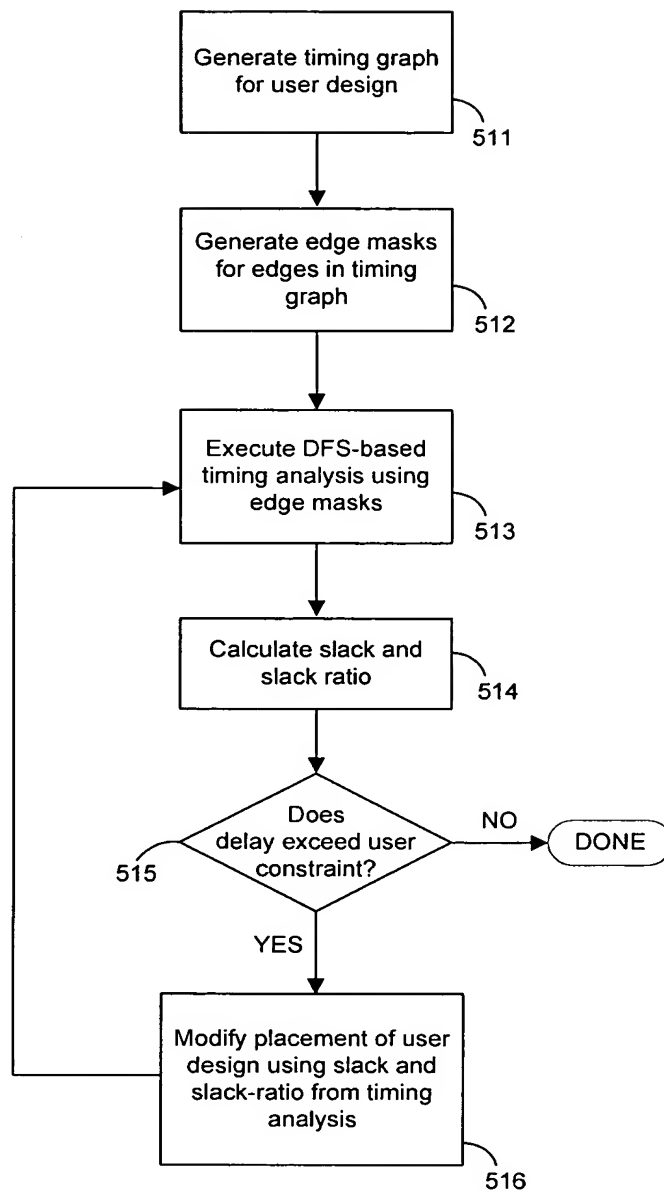 Generate timing graph
for user design
511
Generate edge masks
for edges in timing
graph
512
Execute DFS-based
timing analysis using
edge masks
513
Calculate slack and
slack ratio
514
Does
delay exceed user
constraint?
515
NO
DONE
YES
Modify placement of user
design using slack and
slack-ratio from timing
analysis
516